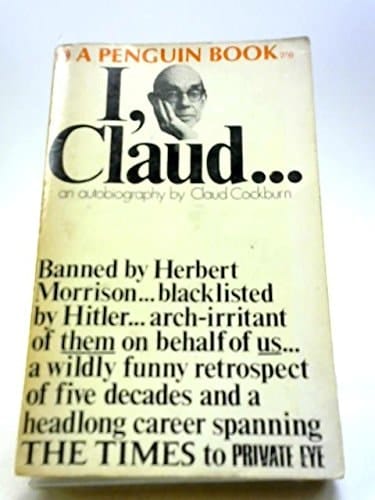 A PENGUIN BOOK
I,
Claud...
an autobiography by Claud Cockburn
Banned by Herbert
Morrison... blacklisted
by Hitler... arch-irritant
of them on behalf of us...
a wildly funny retrospect
of five decades and a
headlong career spanning
THE TIMES to PRIVATE EYE